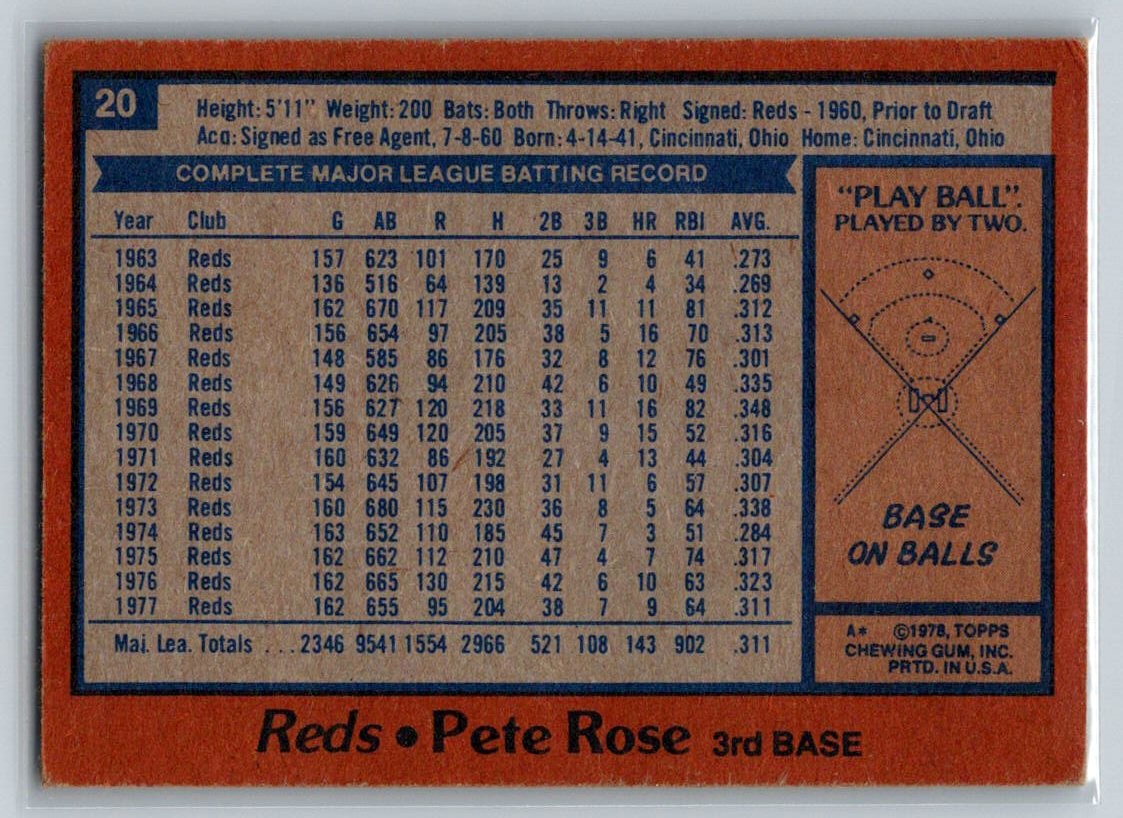 20
Height: 5'11" Weight: 200 Bats: Both Throws: Right Signed: Reds - 1960, Prior to Draft
Acq: Signed as Free Agent, 7-8-60 Born: 4-14-41, Cincinnati, Ohio Home: Cincinnati, Ohio
COMPLETE MAJOR LEAGUE BATTING RECORD
Year Club G AB R H 2B 3B HR RBI AVG.
1963 Reds 157 623 101 170 25 9 6 41 .273
1964 Reds 136 516 64 139 13 2 4 34 .269
1965 Reds 162 670 117 209 35 11 11 81 .312
1966 Reds 156 654 97 205 38 5 16 70 .313
1967 Reds 148 585 86 176 32 8 12 76 .301
1968 Reds 149 626 94 210 42 6 10 49 .335
1969 Reds 156 627 120 218 33 11 16 82 .348
1970 Reds 159 649 120 205 37 9 15 52 .316
1971 Reds 160 632 86 192 27 4 13 44 .304
1972 Reds 154 645 107 198 31 11 6 57 .307
1973 Reds 160 680 115 230 36 8 5 64 .338
1974 Reds 163 652 110 185 45 7 3 51 .284
1975 Reds 162 662 112 210 47 4 7 74 .317
1976 Reds 162 665 130 215 42 6 10 63 .323
1977 Reds 162 655 95 204 38 7 9 64 .311
Maj. Lea. Totals ... 2346 9541 1554 2966 521 108 143 902 .311
"PLAY BALL".
PLAYED BY TWO.
BASE
ON BALLS
A* ©1978, TOPPS
CHEWING GUM, INC.
PRTD. IN U.S.A.
Reds • Pete Rose 3rd BASE